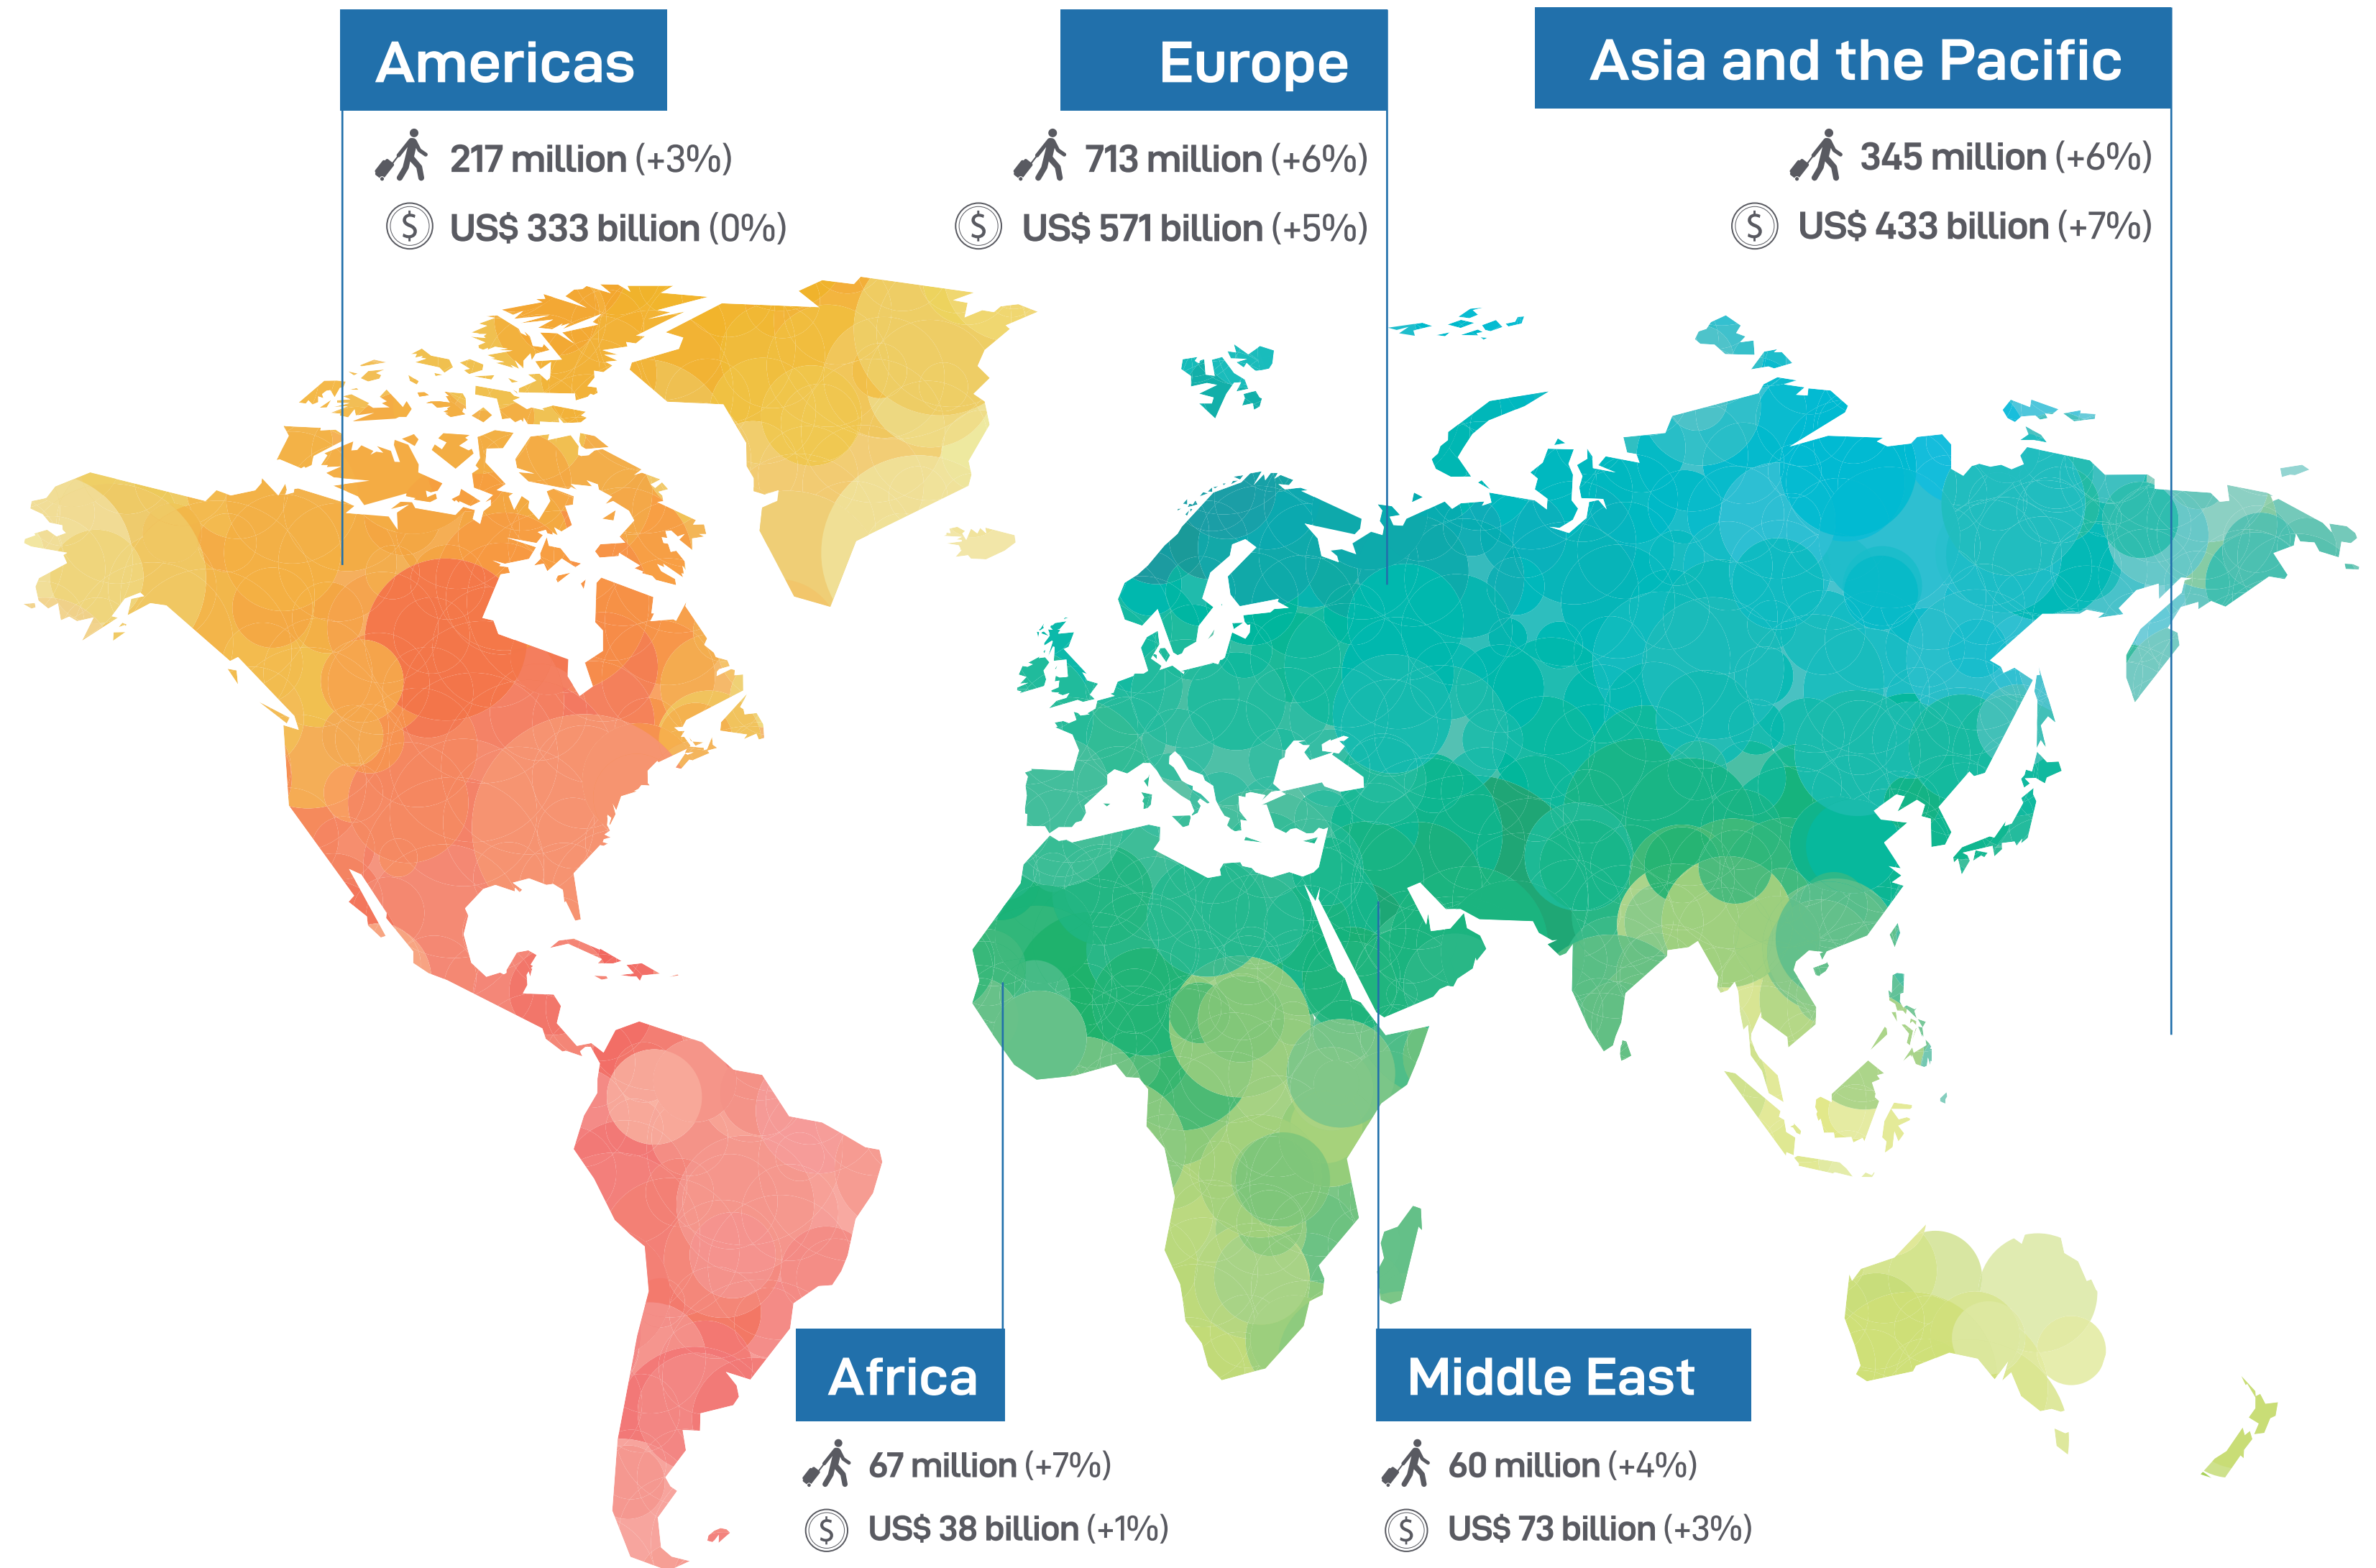 Americas
217 million (+3%)
US$ 333 billion (0%)
Europe
713 million (+6%)
US$ 571 billion (+5%)
Asia and the Pacific
345 million (+6%)
US$ 433 billion (+7%)
Africa
67 million (+7%)
US$ 38 billion (+1%)
Middle East
60 million (+4%)
US$ 73 billion (+3%)